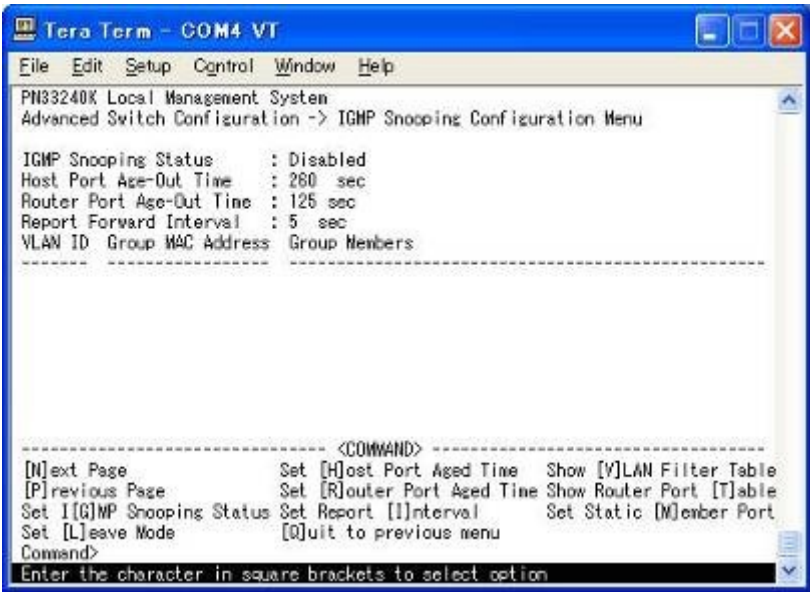 Tera Term - COM4 VT
File Edit Setup Control Window Help
PN33240K Local Management System
Advanced Switch Configuration -> IGMP Snooping Configuration Menu
IGMP Snooping Status : Disabled
Host Port Age-Out Time : 260 sec
Router Port Age-Out Time : 125 sec
Report Forward Interval : 5 sec
VLAN ID Group MAC Address Group Members
------- ----------------- --------------------------------------------------
-------------------------------- <COMMAND> -----------------------------------
[N]ext Page Set [H]ost Port Aged Time Show [V]LAN Filter Table
[P]revious Page Set [R]outer Port Aged Time Show Router Port [T]able
Set I[G]MP Snooping Status Set Report [I]nterval Set Static [M]ember Port
Set [L]eave Mode [Q]uit to previous menu
Command>
Enter the character in square brackets to select option